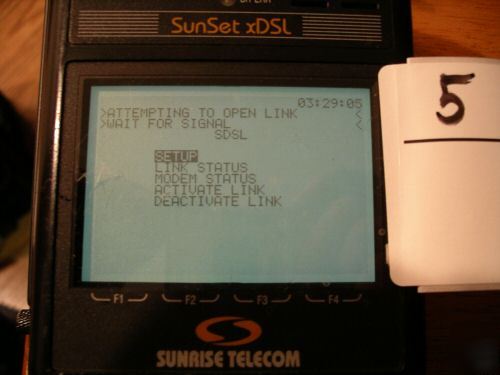 SunSet xDSL
03:29:05
>ATTEMPTING TO OPEN LINK <
>WAIT FOR SIGNAL <
SDSL
SETUP
LINK STATUS
MODEM STATUS
ACTIVATE LINK
DEACTIVATE LINK
F1 F2 F3 F4
SUNRISE TELECOM
5